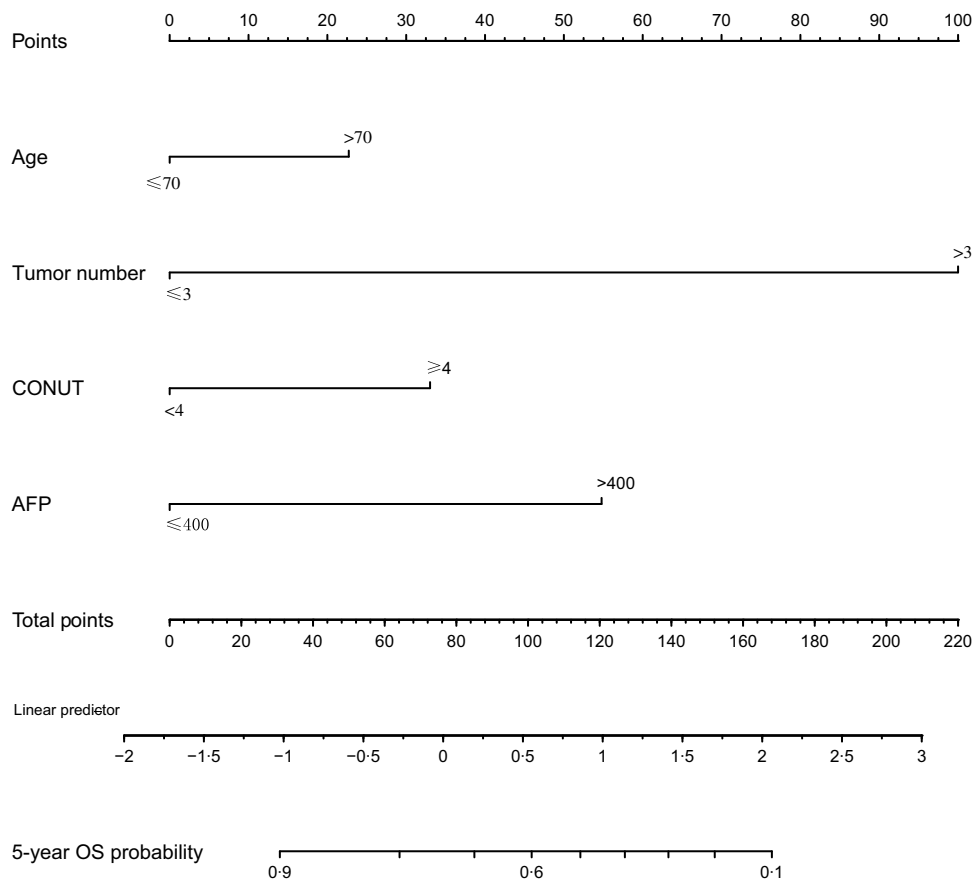 0 10 20 30 40 50 60 70 80 90 100
Points
>70
Age
≤70
>3
Tumor number
≤3
≥4
CONUT
<4
>400
AFP
≤400
Total points
0 20 40 60 80 100 120 140 160 180 200 220
Linear predictor
−2 −1·5 −1 −0·5 0 0·5 1 1·5 2 2·5 3
5-year OS probability
0·9 0·6 0·1